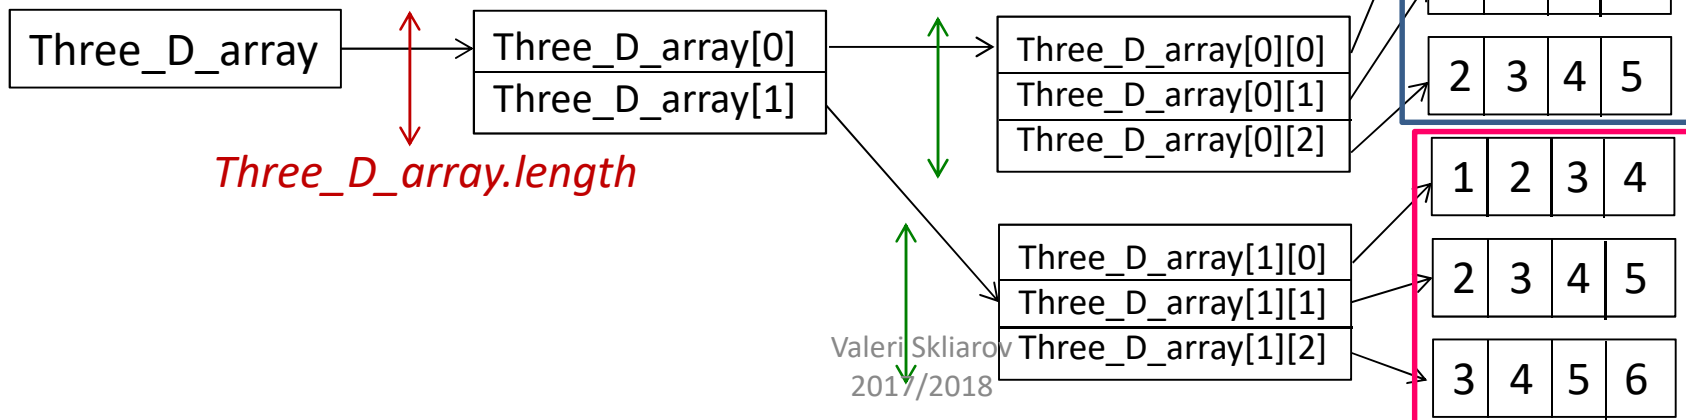 Three_D_array
Three_D_array[0]
Three_D_array[1]
Three_D_array.length
Three_D_array[0][0]
Three_D_array[0][1]
Three_D_array[0][2]
2 3 4 5
Three_D_array[1][0]
Three_D_array[1][1]
Three_D_array[1][2]
1 2 3 4
2 3 4 5
3 4 5 6
Valeri Skliarov
2017/2018